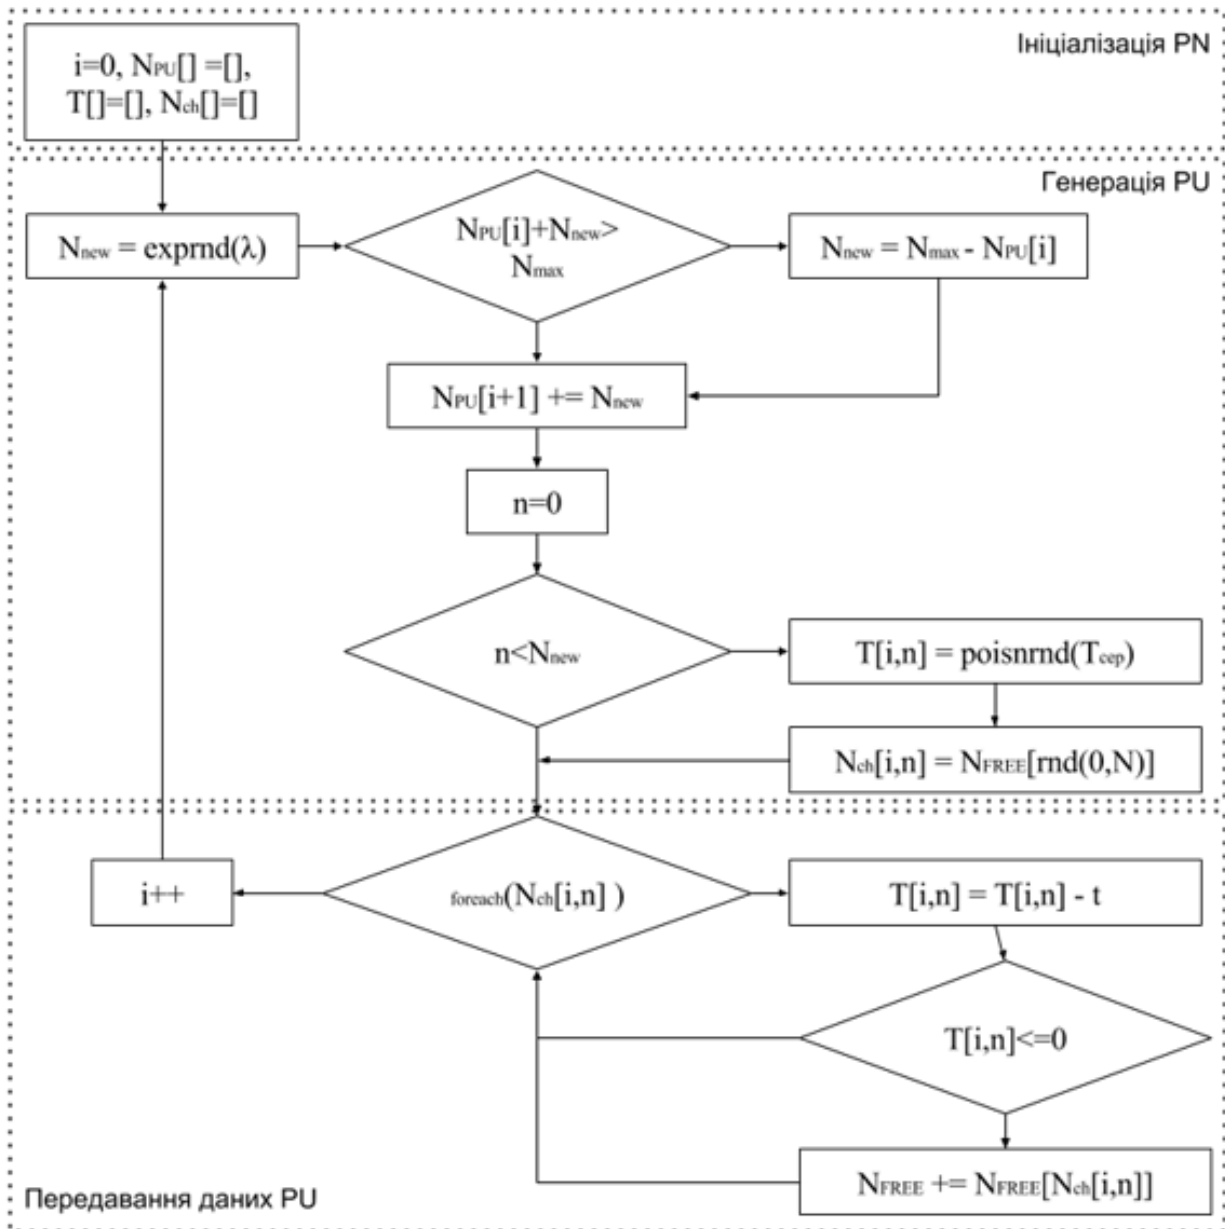 Ініціалізація PN
i=0, NPU[] =[],
T[]=[], Nch[]=[]
Генерація PU
Nnew = exprnd(λ)
NPU[i]+Nnew>
Nmax
Nnew = Nmax - NPU[i]
NPU[i+1] += Nnew
n=0
n<Nnew
T[i,n] = poisnrnd(Tсер)
Nch[i,n] = NFREE[rnd(0,N)]
i++
foreach(Nch[i,n] )
T[i,n] = T[i,n] - t
T[i,n]<=0
NFREE += NFREE[Nch[i,n]]
Передавання даних PU